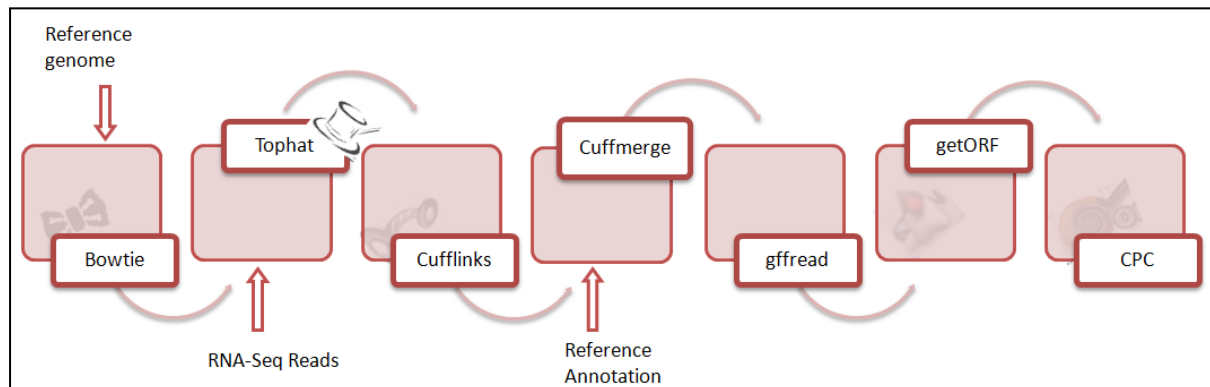 Reference
genome
Tophat
Cuffmerge
getORF
Bowtie
Cufflinks
gffread
CPC
RNA-Seq Reads
Reference
Annotation